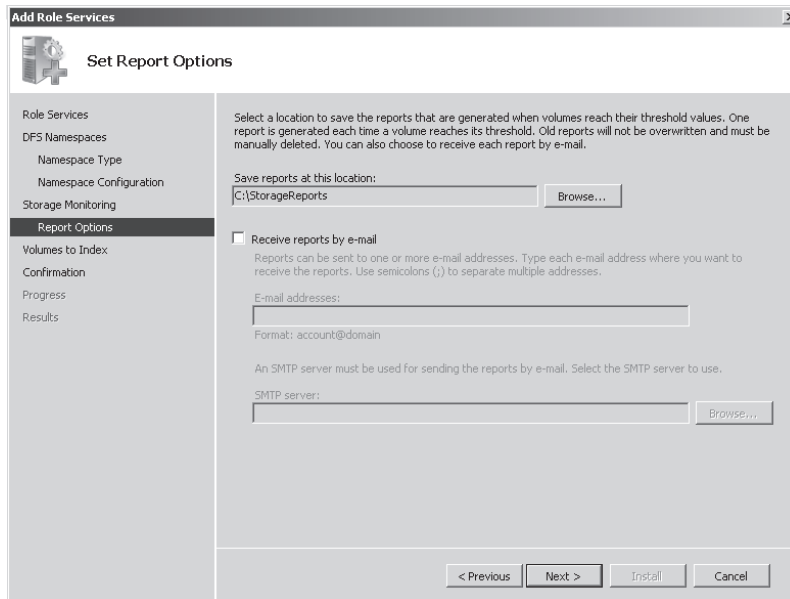 Add Role Services
Set Report Options
Role Services
DFS Namespaces
Namespace Type
Namespace Configuration
Storage Monitoring
Report Options
Volumes to Index
Confirmation
Progress
Results
Select a location to save the reports that are generated when volumes reach their threshold values. One
report is generated each time a volume reaches its threshold. Old reports will not be overwritten and must be
manually deleted. You can also choose to receive each report by e-mail.
Save reports at this location:
C:\StorageReports
Browse...
Receive reports by e-mail
Reports can be sent to one or more e-mail addresses. Type each e-mail address where you want to
receive the reports. Use semicolons (;) to separate multiple addresses.
E-mail addresses:
Format: account@domain
An SMTP server must be used for sending the reports by e-mail. Select the SMTP server to use.
SMTP server:
Browse...
< Previous
Next >
Install
Cancel